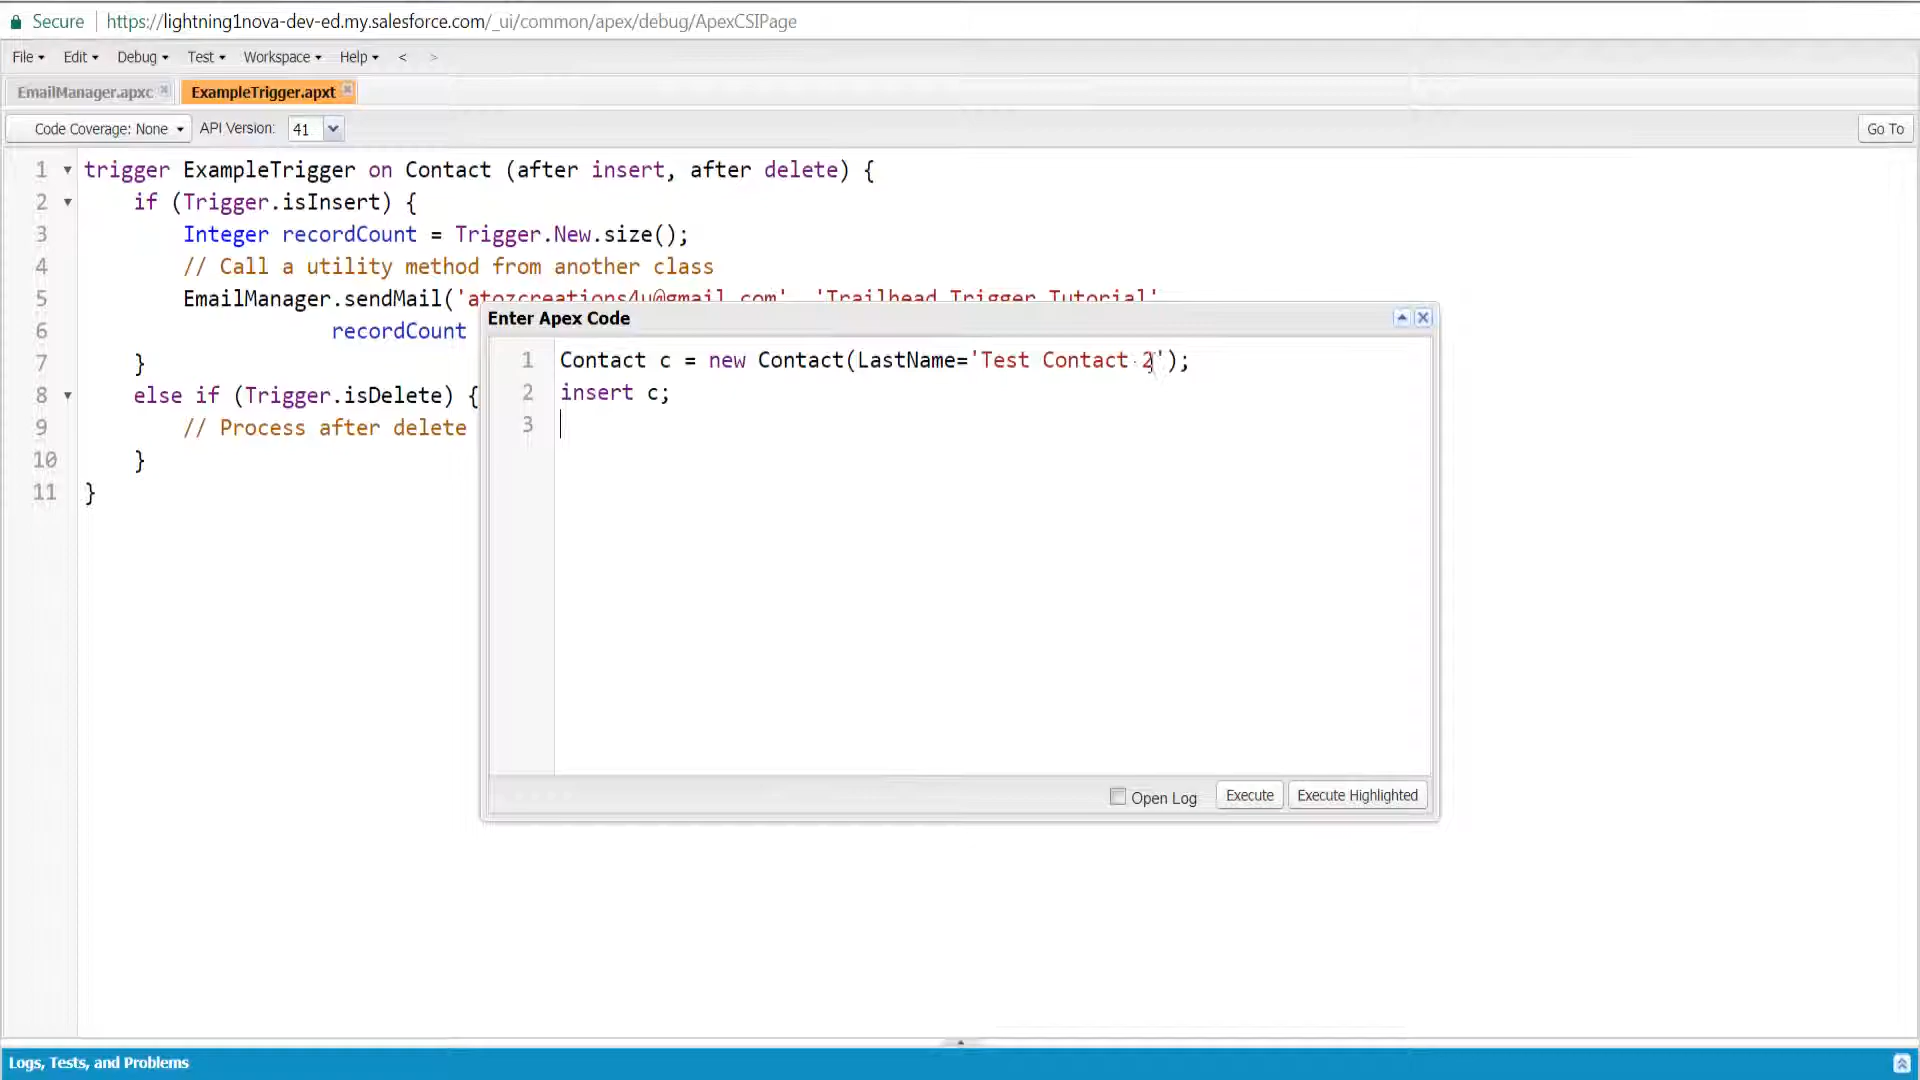 Secure | https://lightning1nova-dev-ed.my.salesforce.com/_ui/common/apex/debug/ApexCSIPage
File Edit Debug Test Workspace Help < >
EmailManager.apxc ExampleTrigger.apxt
Code Coverage: None API Version: 41 Go To
1 trigger ExampleTrigger on Contact (after insert, after delete) {
2 if (Trigger.isInsert) {
3 Integer recordCount = Trigger.New.size();
4 // Call a utility method from another class
5 EmailManager.sendMail('atozcreations4u@gmail.com', 'Trailhead Trigger Tutorial',
6 recordCount
7 }
8 else if (Trigger.isDelete) {
9 // Process after delete
10 }
11 }
Enter Apex Code
1 Contact c = new Contact(LastName='Test Contact 2');
2 insert c;
3
Open Log Execute Execute Highlighted
Logs, Tests, and Problems